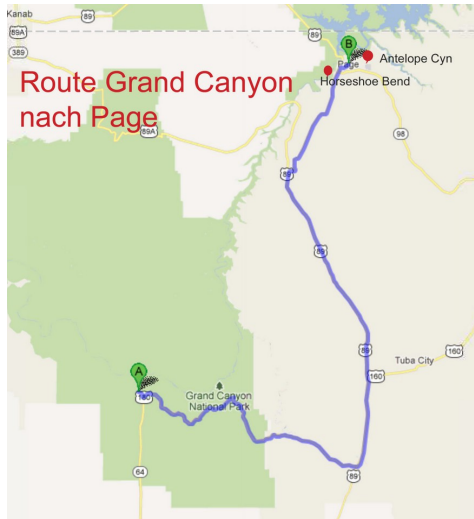 Kanab
89
89A
89
389
B
Page
Antelope Cyn
Horseshoe Bend
Route Grand Canyon
nach Page
89A
98
89
89
89
160
Tuba City
160
A
180
Grand Canyon
National Park
64
89